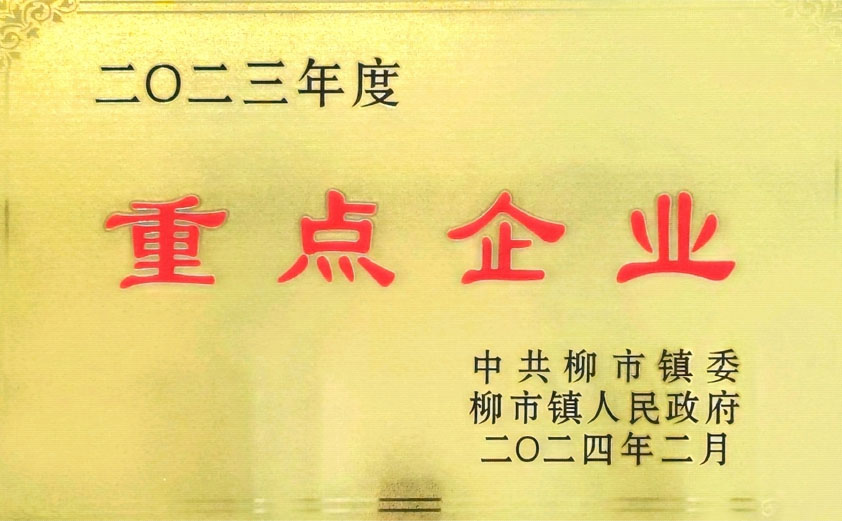 二〇二三年度
重点企业
中共柳市镇委
柳市镇人民政府
二〇二四年二月